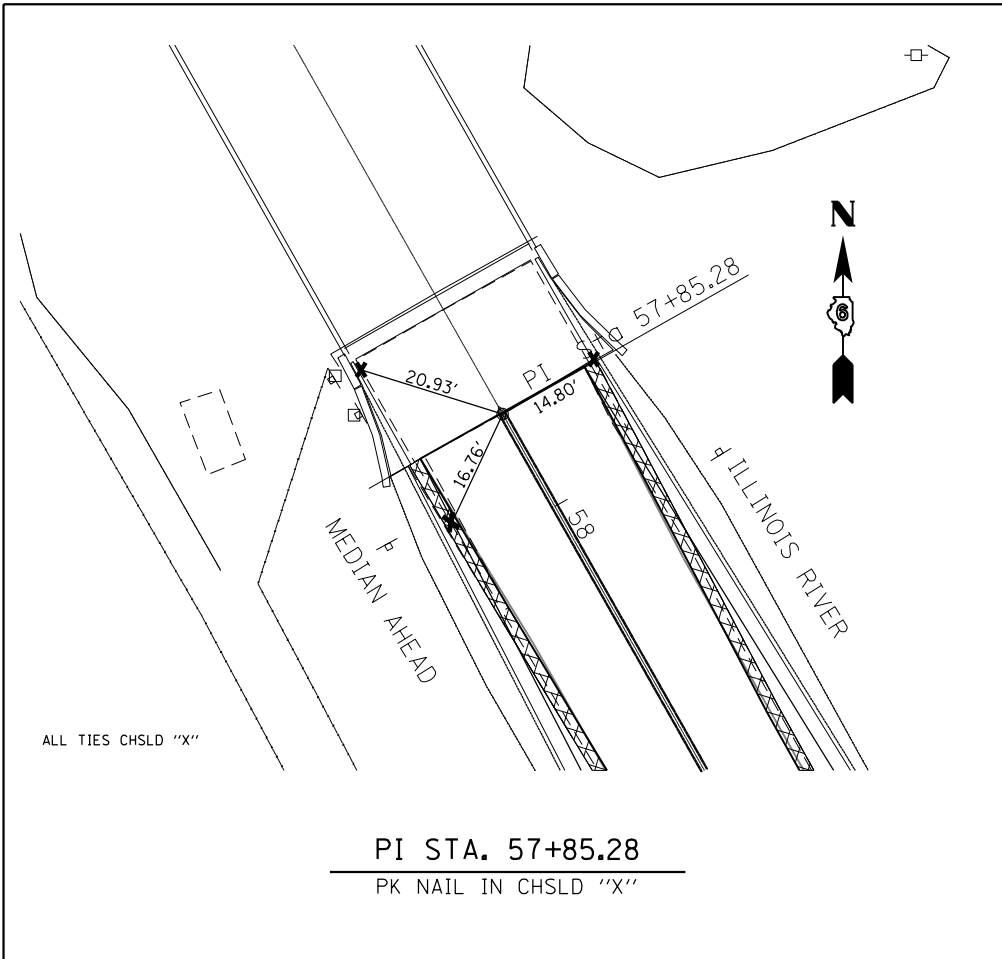 N
6
PI 57+85.28
20.93'
14.80'
16.76'
58
ILLINOIS RIVER
MEDIAN AHEAD
ALL TIES CHSLD "X"
PI STA. 57+85.28
PK NAIL IN CHSLD "X"